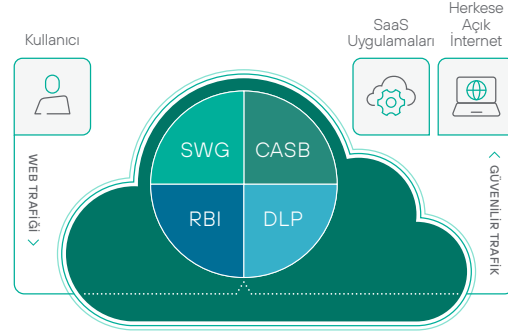 Kullanıcı
SaaS
Uygulamaları
Herkese
Açık
İnternet
WEB TRAFİĞİ
SWG
CASB
RBI
DLP
GÜVENİLİR TRAFİK